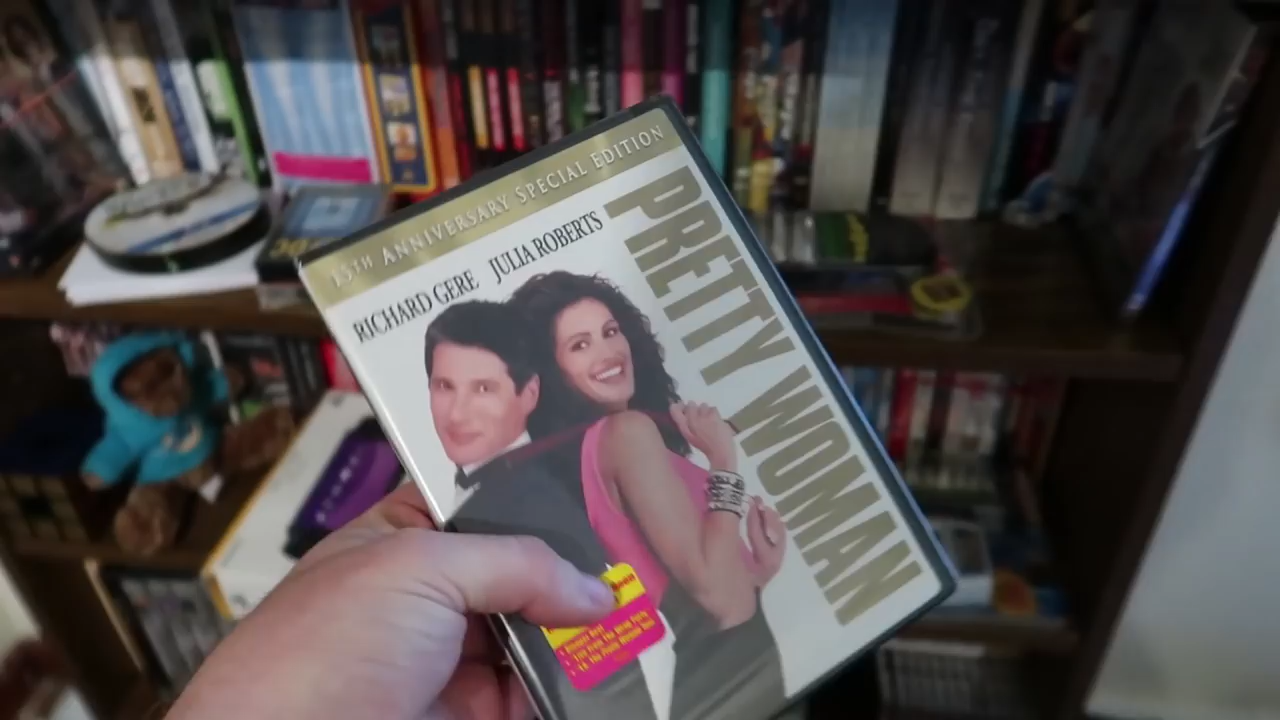 15TH ANNIVERSARY SPECIAL EDITION
RICHARD GERE JULIA ROBERTS
PRETTY WOMAN